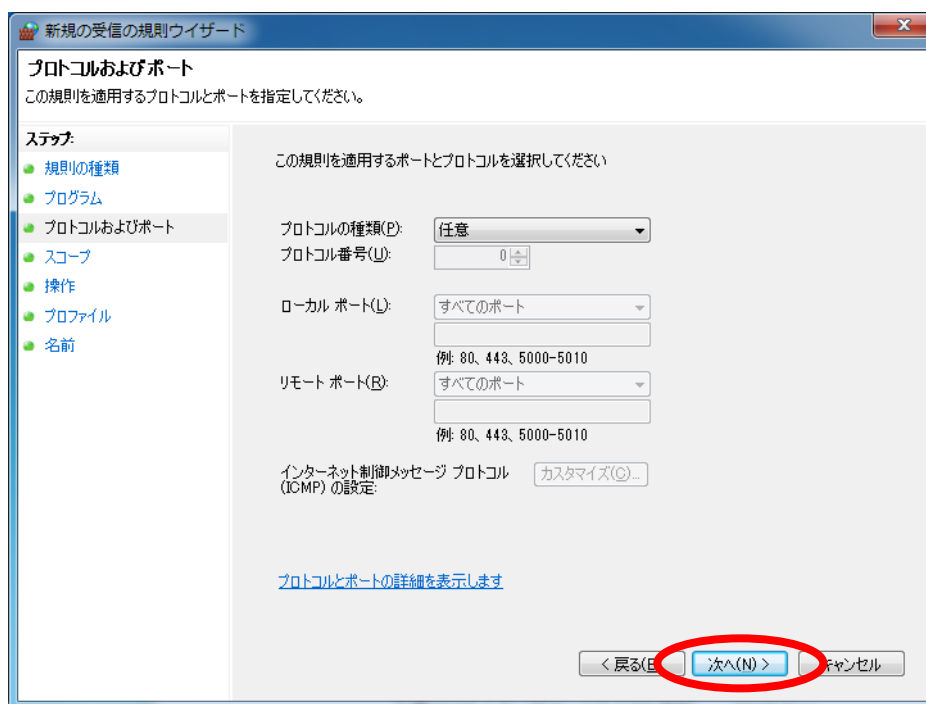 新規の受信の規則ウィザード
プロトコルおよびポート
この規則を適用するプロトコルとポートを指定してください。
ステップ:
規則の種類
プログラム
プロトコルおよびポート
スコープ
操作
プロファイル
名前
この規則を適用するポートとプロトコルを選択してください
プロトコルの種類(P): 任意
プロトコル番号(U): 0
ローカル ポート(L): すべてのポート
例: 80、443、5000-5010
リモート ポート(R): すべてのポート
例: 80、443、5000-5010
インターネット制御メッセージ プロトコル
(ICMP) の設定: カスタマイズ(C)...
プロトコルとポートの詳細を表示します
< 戻る(B 次へ(N) > キャンセル